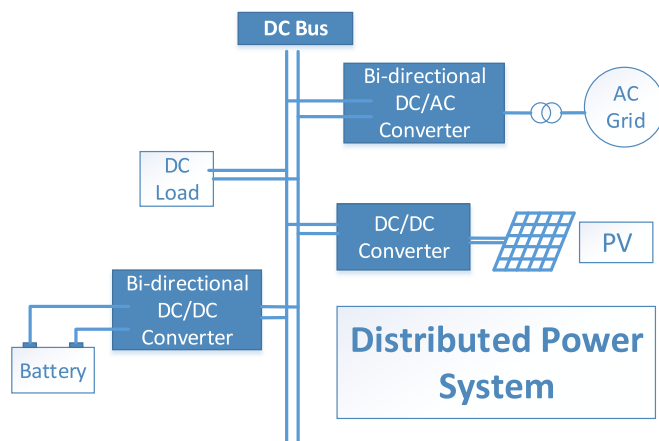 DC Bus
Bi-directional
DC/AC
Converter
AC
Grid
DC
Load
DC/DC
Converter
PV
Bi-directional
DC/DC
Converter
Battery
Distributed Power
System